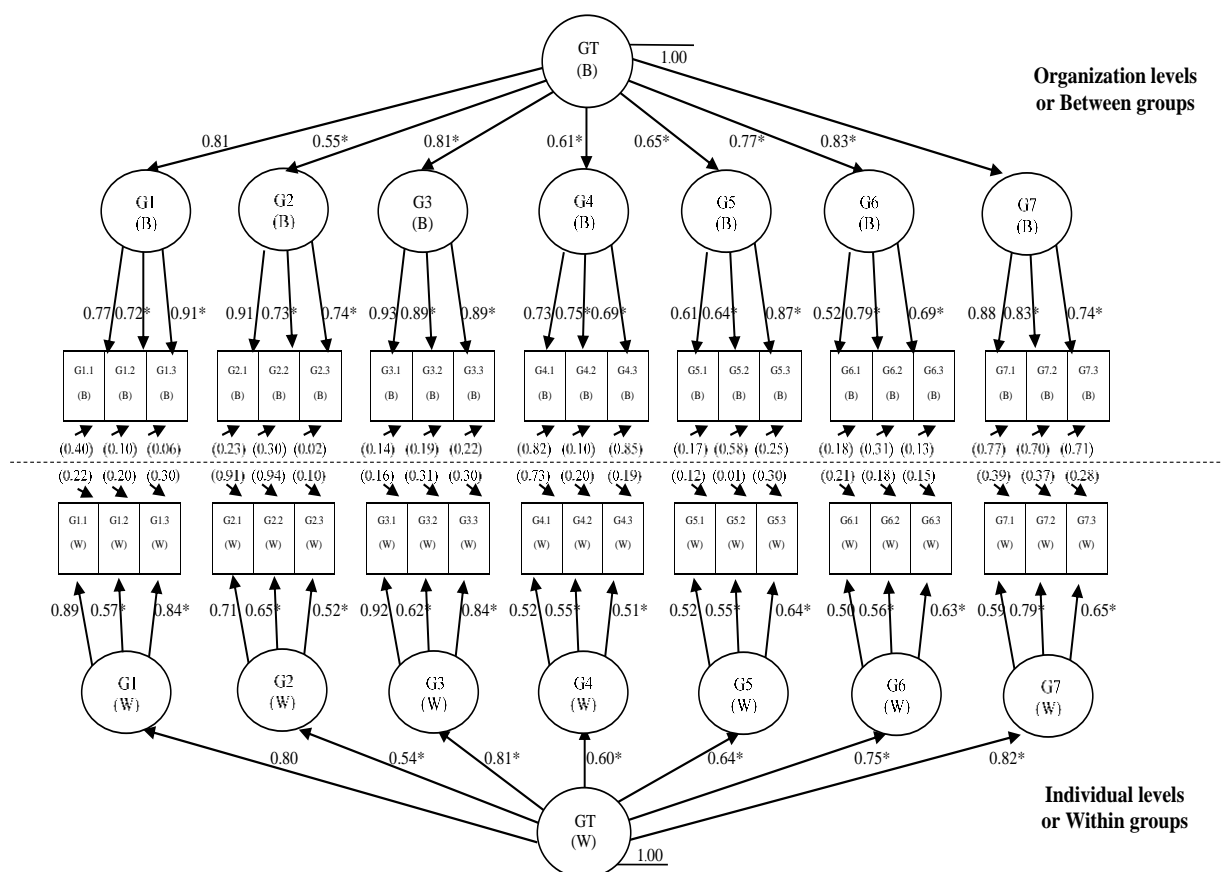 GT
(B)
1.00
Organization levels
or Between groups
0.81 0.55* 0.81* 0.61* 0.65* 0.77* 0.83*
G1 G2 G3 G4 G5 G6 G7
(B) (B) (B) (B) (B) (B) (B)
0.77 0.72* 0.91* 0.91 0.73* 0.74* 0.93 0.89* 0.89* 0.73 0.75* 0.69* 0.61 0.64* 0.87* 0.52 0.79* 0.69* 0.88 0.83* 0.74*
G1.1 G1.2 G1.3 G2.1 G2.2 G2.3 G3.1 G3.2 G3.3 G4.1 G4.2 G4.3 G5.1 G5.2 G5.3 G6.1 G6.2 G6.3 G7.1 G7.2 G7.3
(B) (B) (B) (B) (B) (B) (B) (B) (B) (B) (B) (B) (B) (B) (B) (B) (B) (B) (B) (B) (B)
(0.40) (0.10) (0.06) (0.23) (0.30) (0.02) (0.14) (0.19) (0.22) (0.82) (0.10) (0.85) (0.17) (0.58) (0.25) (0.18) (0.31) (0.13) (0.77) (0.70) (0.71)
(0.22) (0.20) (0.30) (0.91) (0.94) (0.10) (0.16) (0.31) (0.30) (0.73) (0.20) (0.19) (0.12) (0.01) (0.30) (0.21) (0.18) (0.15) (0.39) (0.37) (0.28)
G1.1 G1.2 G1.3 G2.1 G2.2 G2.3 G3.1 G3.2 G3.3 G4.1 G4.2 G4.3 G5.1 G5.2 G5.3 G6.1 G6.2 G6.3 G7.1 G7.2 G7.3
(W) (W) (W) (W) (W) (W) (W) (W) (W) (W) (W) (W) (W) (W) (W) (W) (W) (W) (W) (W) (W)
0.89 0.57* 0.84* 0.71 0.65* 0.52* 0.92 0.62* 0.84* 0.52 0.55* 0.51* 0.52 0.55* 0.64* 0.50 0.56* 0.63* 0.59 0.79* 0.65*
G1 G2 G3 G4 G5 G6 G7
(W) (W) (W) (W) (W) (W) (W)
0.80 0.54* 0.81* 0.60* 0.64* 0.75* 0.82*
GT
(W)
1.00
Individual levels
or Within groups